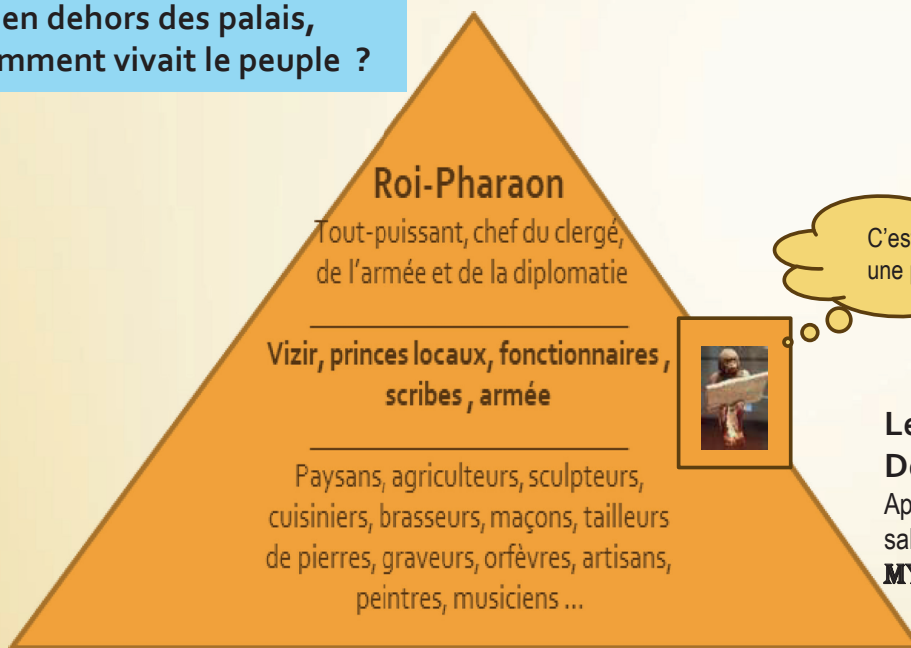 en dehors des palais,
mment vivait le peuple ?
Roi-Pharaon
Tout-puissant, chef du clergé,
de l'armée et de la diplomatie
Vizir, princes locaux, fonctionnaires ,
scribes , armée
Paysans, agriculteurs, sculpteurs,
cuisiniers, brasseurs, maçons, tailleurs
de pierres, graveurs, orfèvres, artisans,
peintres, musiciens ...
C'es
une
Le
D
Ap
sal
MY